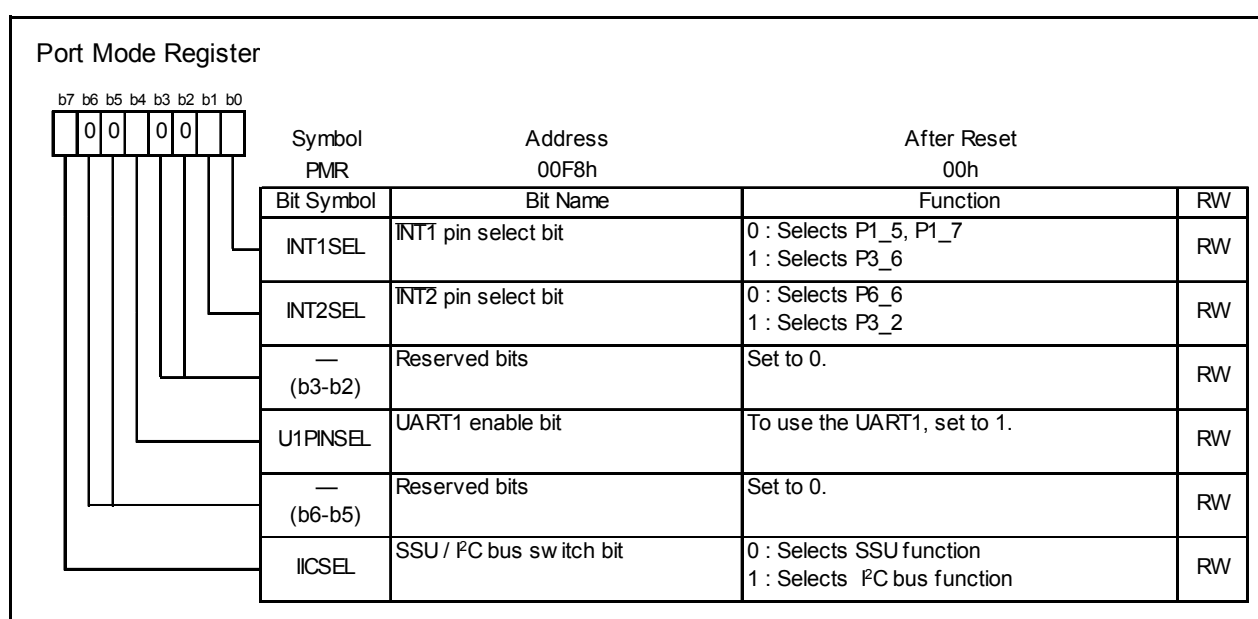 Port Mode Register
b7 b6 b5 b4 b3 b2 b1 b0
0 0 0 0
Symbol Address After Reset
PMR 00F8h 00h
Bit Symbol Bit Name Function RW
INT1SEL INT1 pin select bit 0 : Selects P1_5, P1_7 RW
1 : Selects P3_6
INT2SEL INT2 pin select bit 0 : Selects P6_6 RW
1 : Selects P3_2
— Reserved bits Set to 0. RW
(b3-b2)
U1PINSEL UART1 enable bit To use the UART1, set to 1. RW
— Reserved bits Set to 0. RW
(b6-b5)
IICSEL SSU / I²C bus switch bit 0 : Selects SSU function RW
1 : Selects I²C bus function